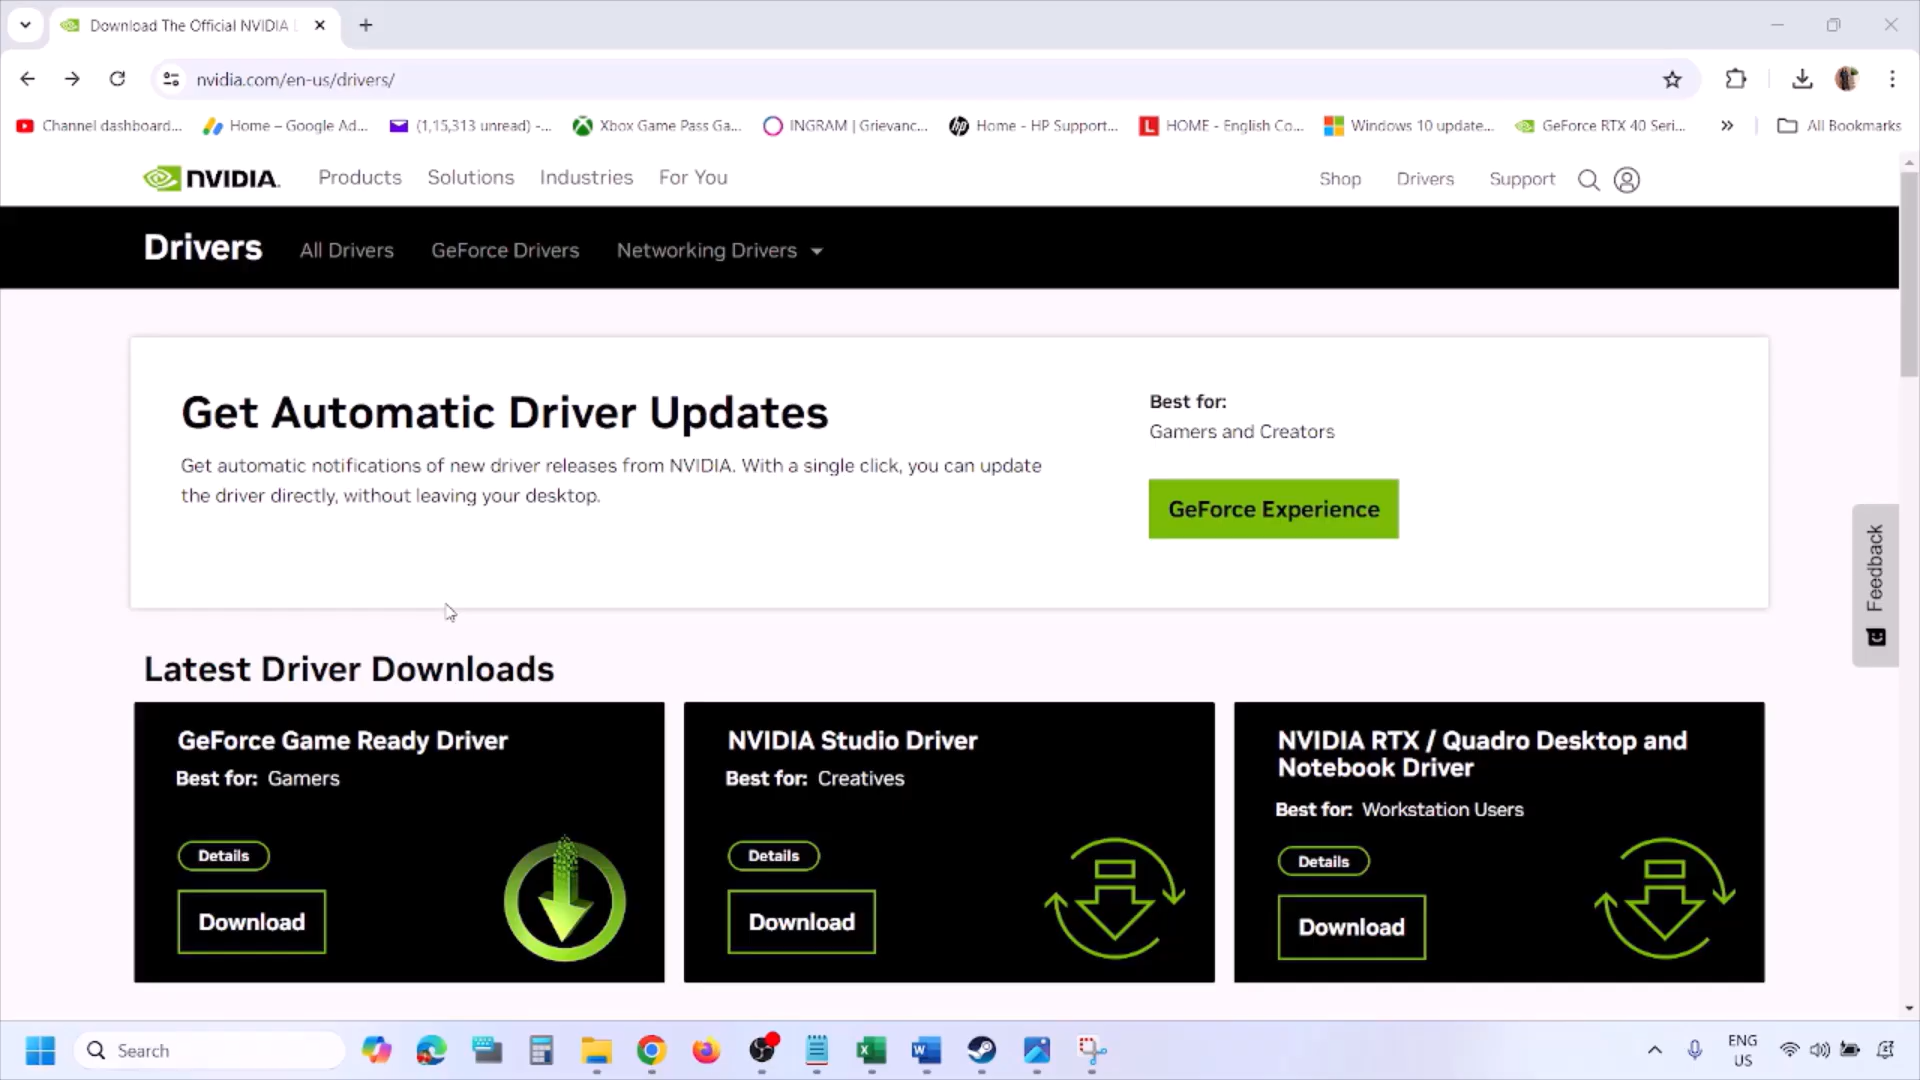 Download The Official NVIDIA
nvidia.com/en-us/drivers/
Channel dashboard...
Home – Google Ad...
(1,15,313 unread) -...
Xbox Game Pass Ga...
INGRAM | Grievanc...
Home - HP Support...
HOME - English Co...
Windows 10 update...
GeForce RTX 40 Seri...
All Bookmarks
NVIDIA.
Products
Solutions
Industries
For You
Shop
Drivers
Support
Drivers
All Drivers
GeForce Drivers
Networking Drivers
Get Automatic Driver Updates
Get automatic notifications of new driver releases from NVIDIA. With a single click, you can update
the driver directly, without leaving your desktop.
Best for:
Gamers and Creators
GeForce Experience
Feedback
Latest Driver Downloads
GeForce Game Ready Driver
Best for: Gamers
Details
Download
NVIDIA Studio Driver
Best for: Creatives
Details
Download
NVIDIA RTX / Quadro Desktop and
Notebook Driver
Best for: Workstation Users
Details
Download
Search
ENG
US